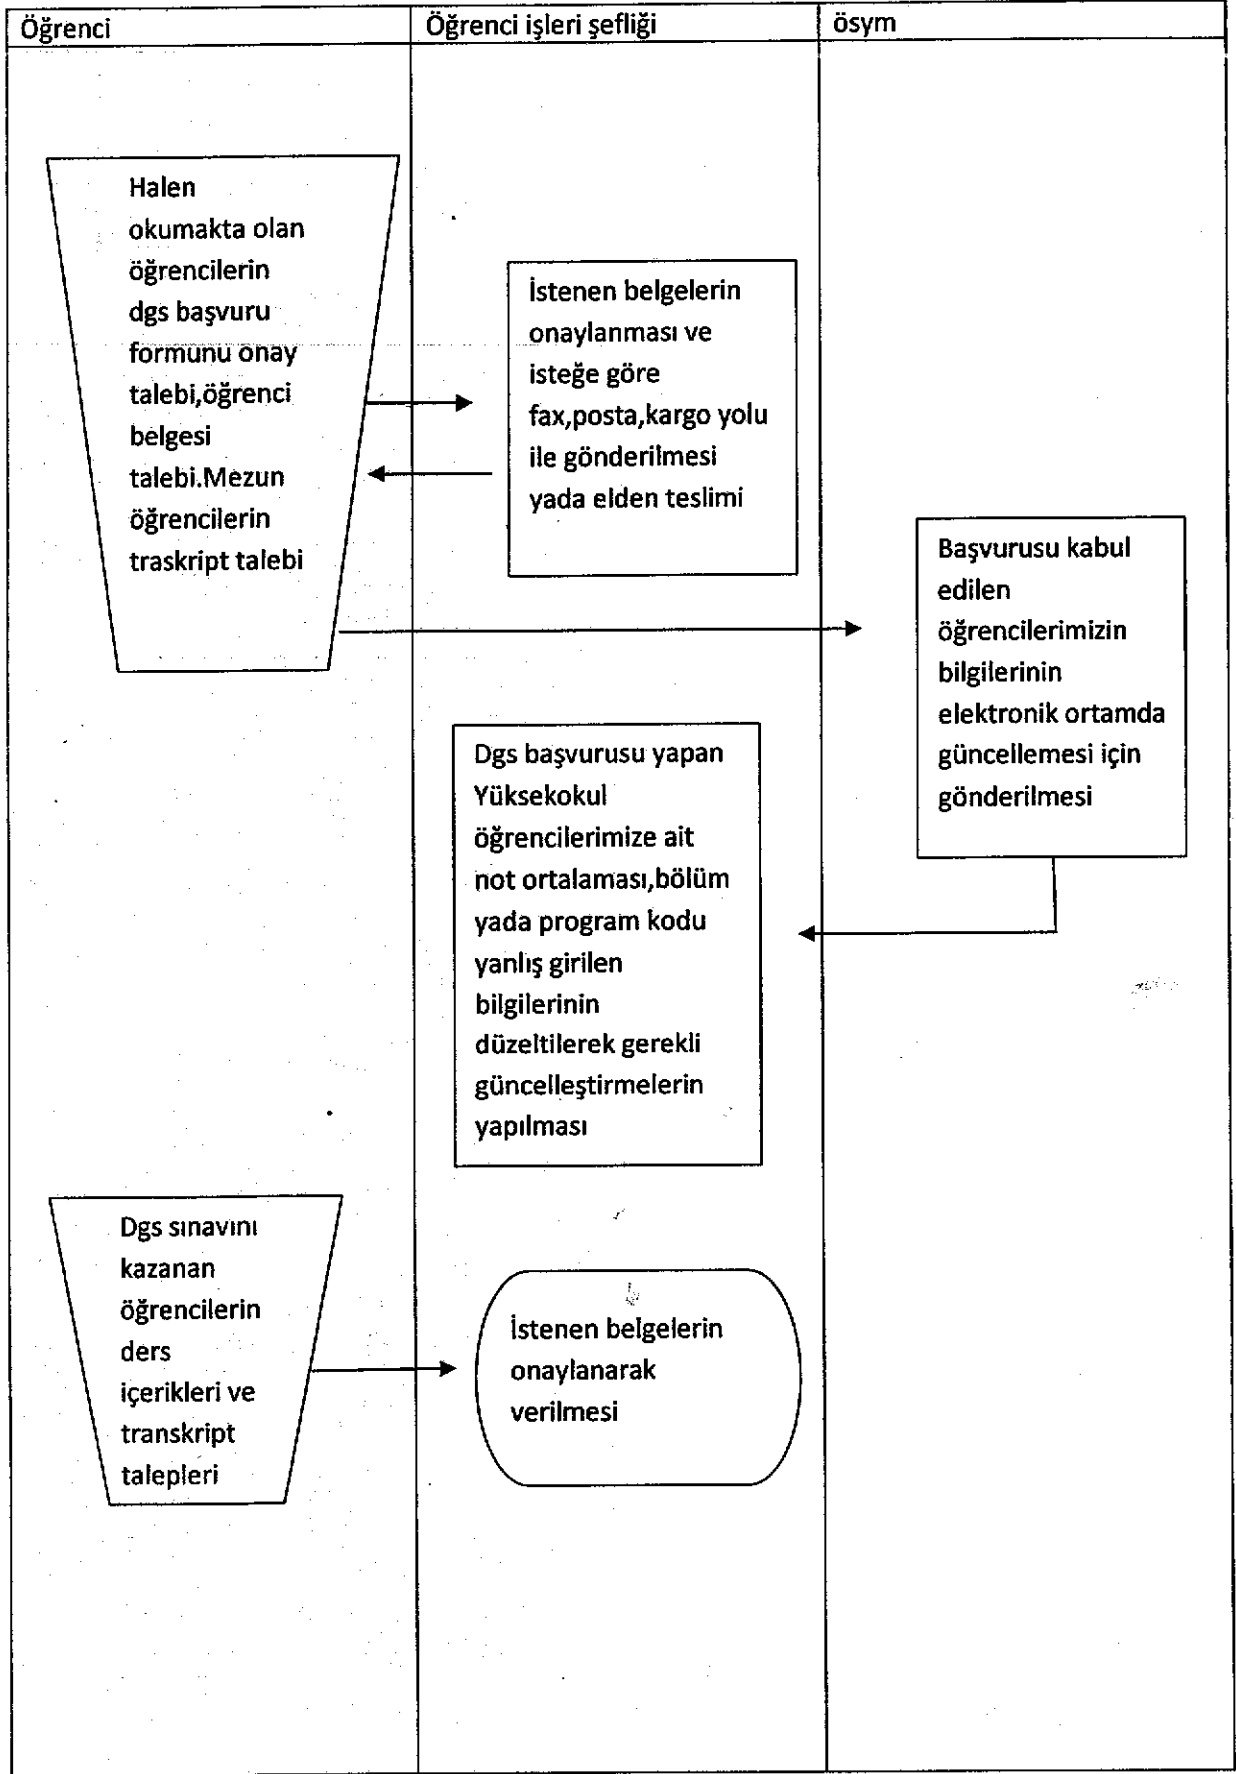 Öğrenci
Öğrenci işleri şefliği
ösym
Halen
okumakta olan
öğrencilerin
dgs başvuru
formunu onay
talebi,öğrenci
belgesi
talebi.Mezun
öğrencilerin
traskript talebi
İstenen belgelerin
onaylanması ve
isteğe göre
fax,posta,kargo yolu
ile gönderilmesi
yada elden teslimi
Başvurusu kabul
edilen
öğrencilerimizin
bilgilerinin
elektronik ortamda
güncellemesi için
gönderilmesi
Dgs başvurusu yapan
Yüksekokul
öğrencilerimize ait
not ortalaması,bölüm
yada program kodu
yanlış girilen
bilgilerinin
düzeltilerek gerekli
güncelleştirmelerin
yapılması
Dgs sınavını
kazanan
öğrencilerin
ders
içerikleri ve
transkript
talepleri
İstenen belgelerin
onaylanarak
verilmesi